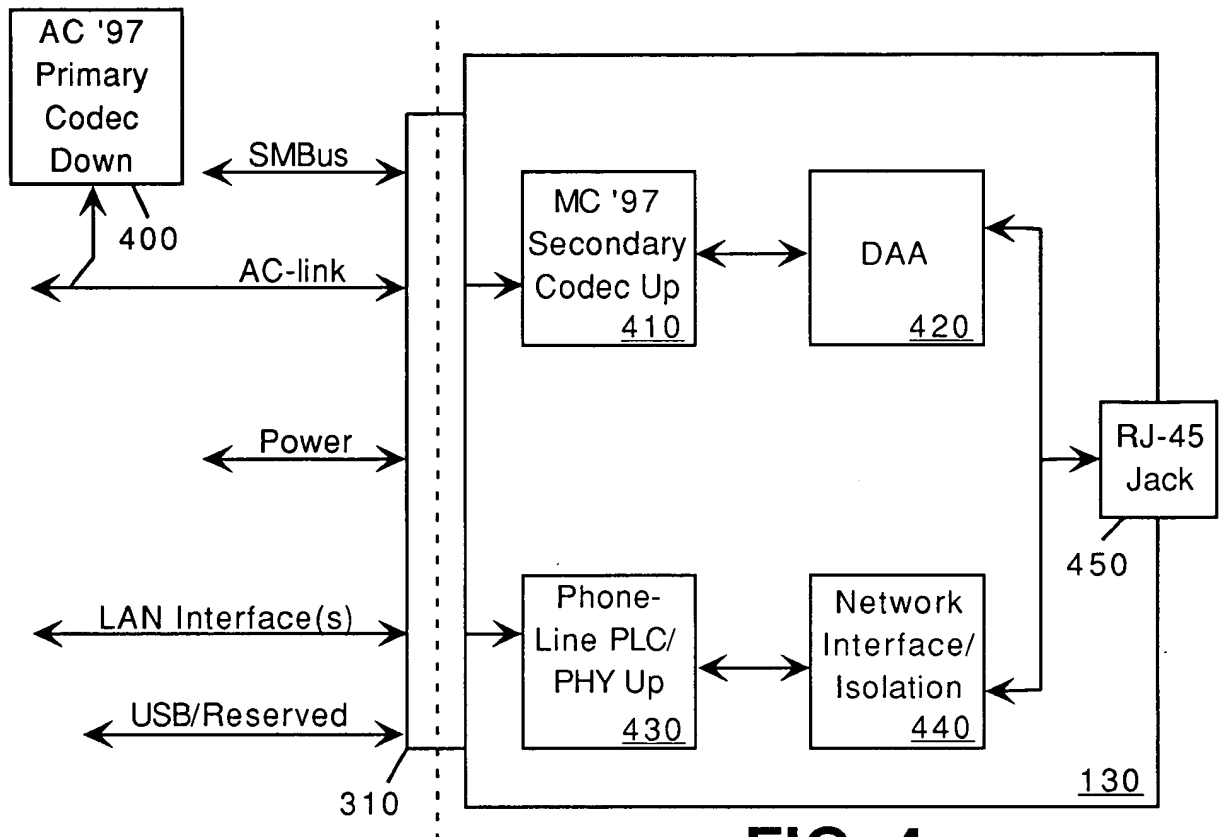 AC '97
Primary
Codec
Down
400
SMBus
AC-link
Power
LAN Interface(s)
USB/Reserved
310
MC '97
Secondary
Codec Up
410
DAA
420
RJ-45
Jack
450
Phone-
Line PLC/
PHY Up
430
Network
Interface/
Isolation
440
130